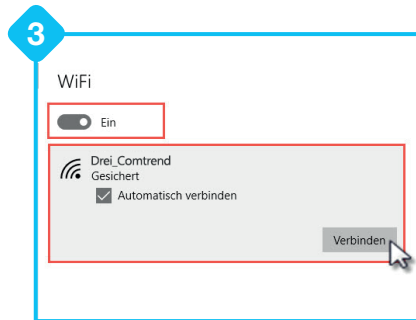 3
WiFi
Ein
Drei_Comtrend
Gesichert
Automatisch verbinden
Verbinden